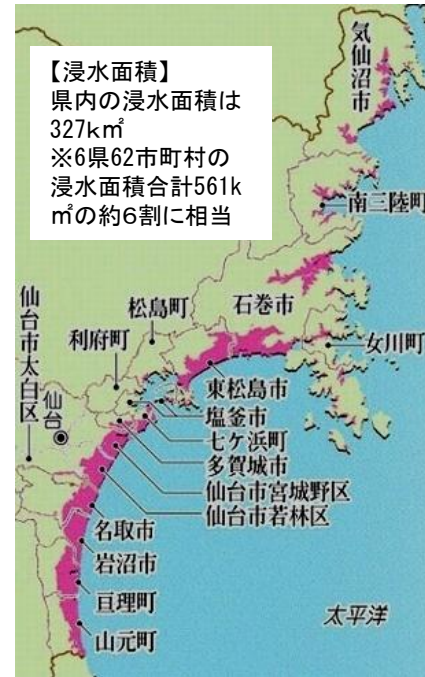 【浸水面積】
県内の浸水面積は
327ｋ㎡
※6県62市町村の
浸水面積合計561k
㎡の約６割に相当
気仙沼市
南三陸町
石巻市
女川町
松島町
利府町
仙台市太白区
仙台
東松島市
塩釜市
七ケ浜町
多賀城市
仙台市宮城野区
仙台市若林区
名取市
岩沼市
亘理町
山元町
太平洋